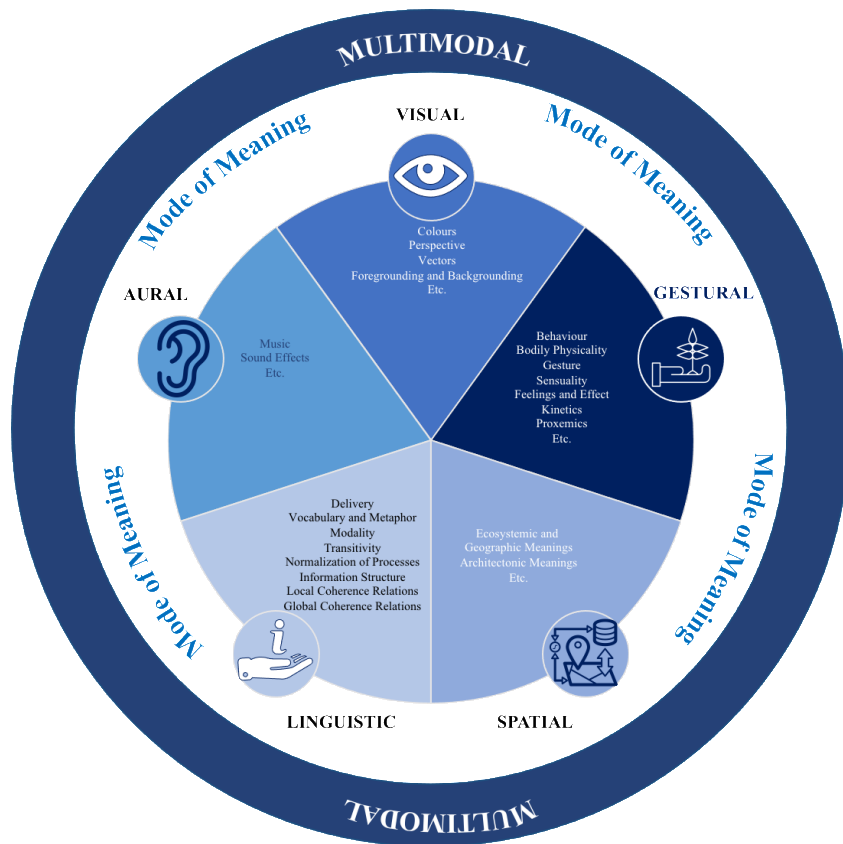 MULTIMODAL
Mode of Meaning
Mode of Meaning
VISUAL
Colours
Perspective
Vectors
Foregrounding and Backgrounding
Etc.
AURAL
Music
Sound Effects
Etc.
GESTURAL
Behaviour
Bodily Physicality
Gesture
Sensuality
Feelings and Effect
Kinetics
Proxemics
Etc.
Mode of Meaning
Mode of Meaning
Delivery
Vocabulary and Metaphor
Modality
Transitivity
Normalization of Processes
Information Structure
Local Coherence Relations
Global Coherence Relations
LINGUISTIC
Ecosystemic and
Geographic Meanings
Architectonic Meanings
Etc.
SPATIAL
MULTIMODAL